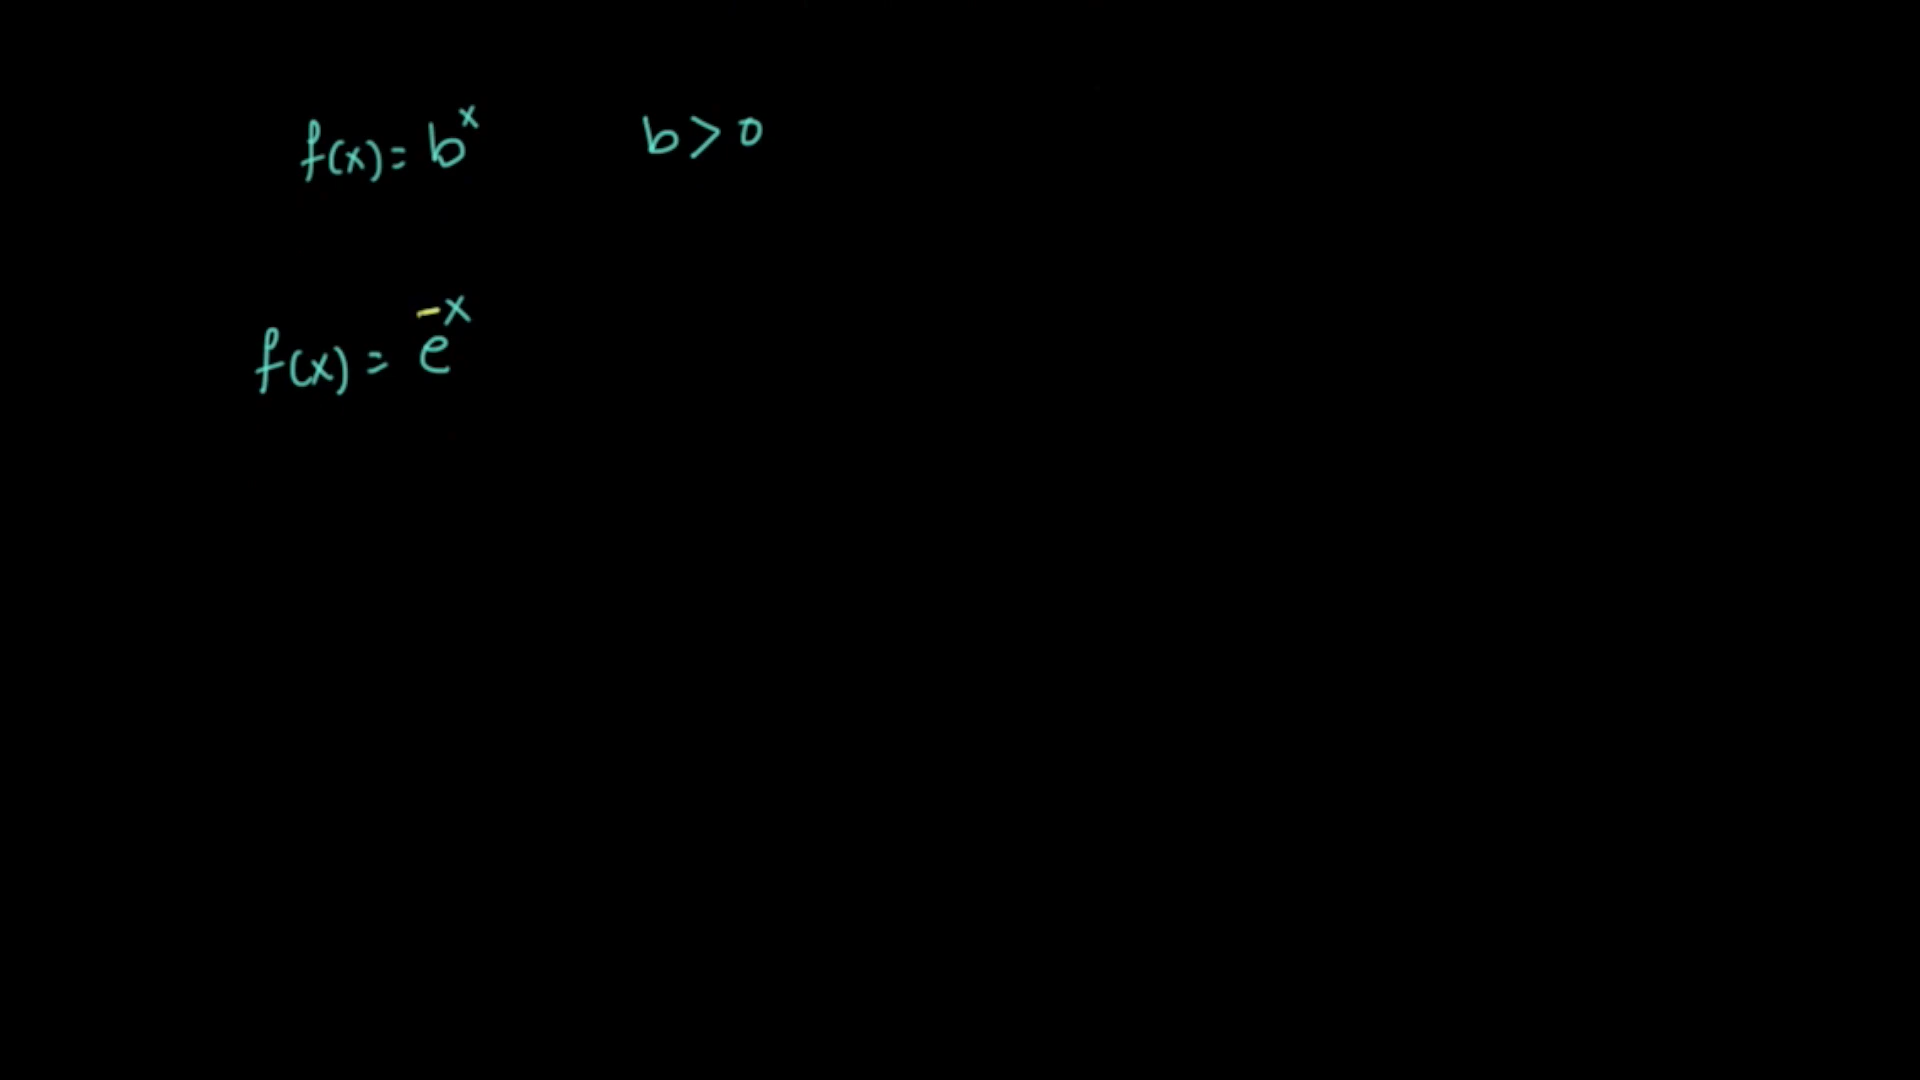 f(x) = b^x    b > 0
f(x) = e^-x